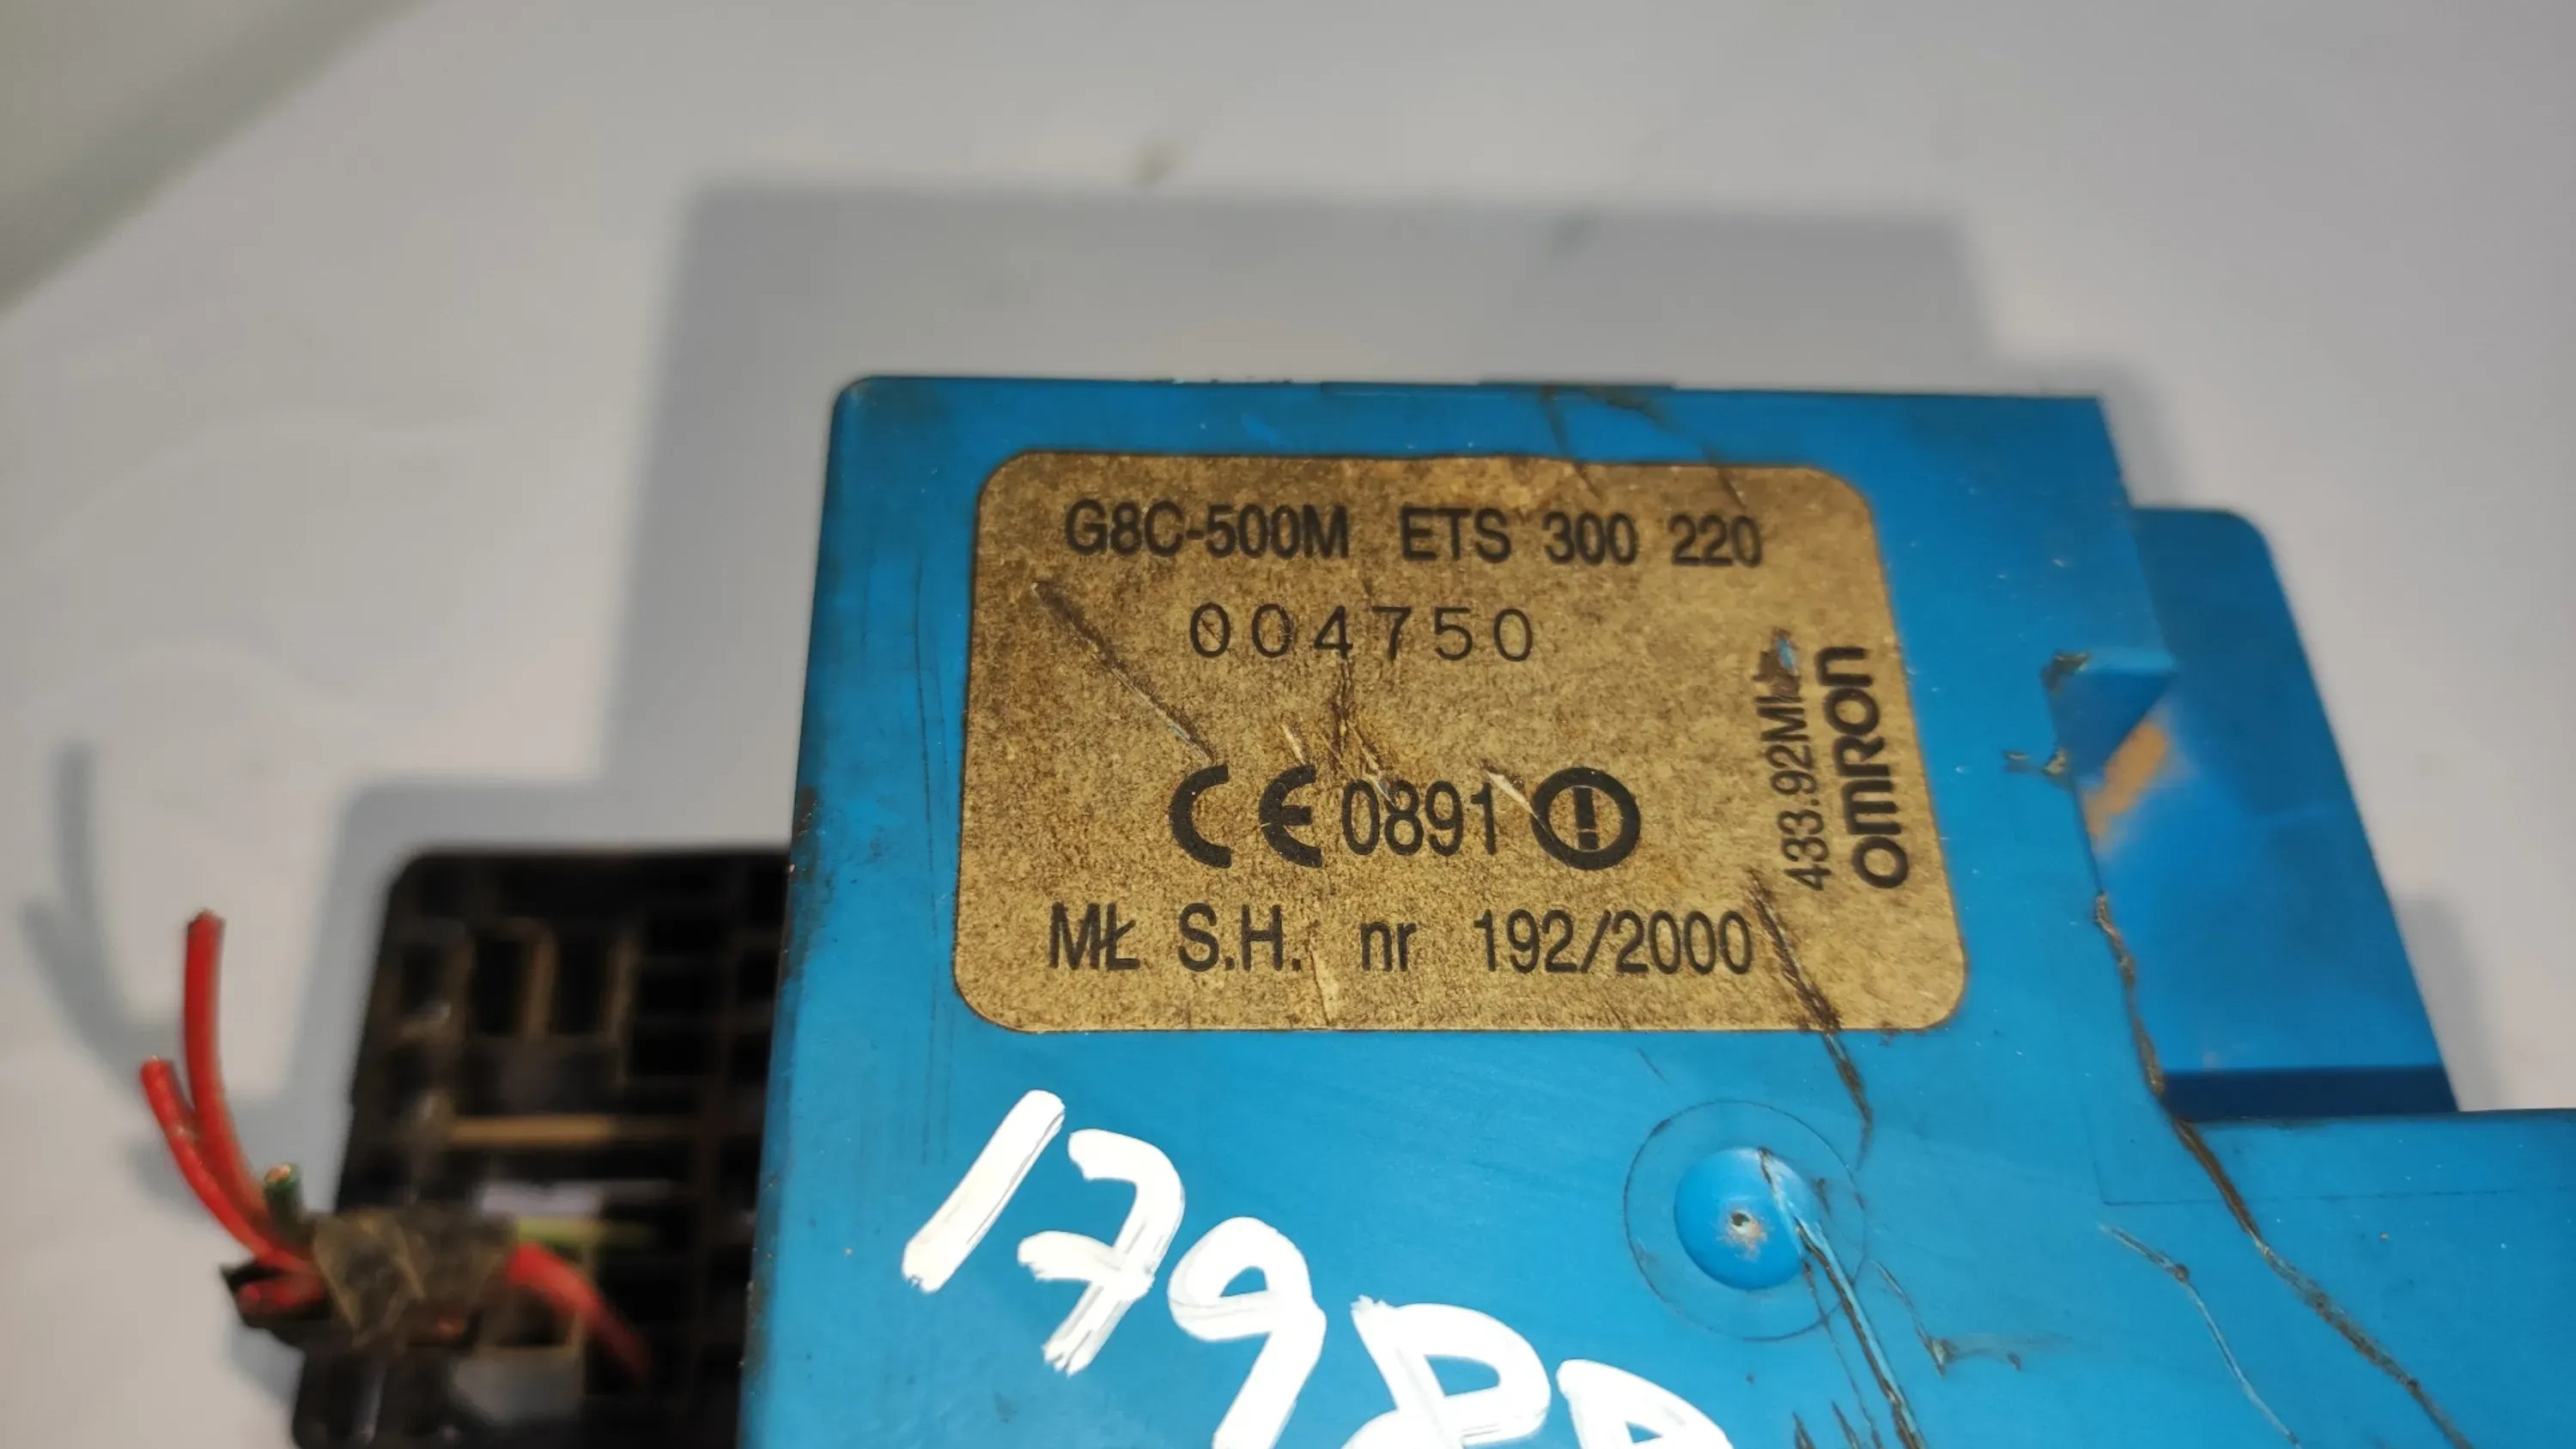 G8C-500M ETS 300 220
004750
CE 0891
MŁ S.H. nr 192/2000
433.92MHz
omron
179